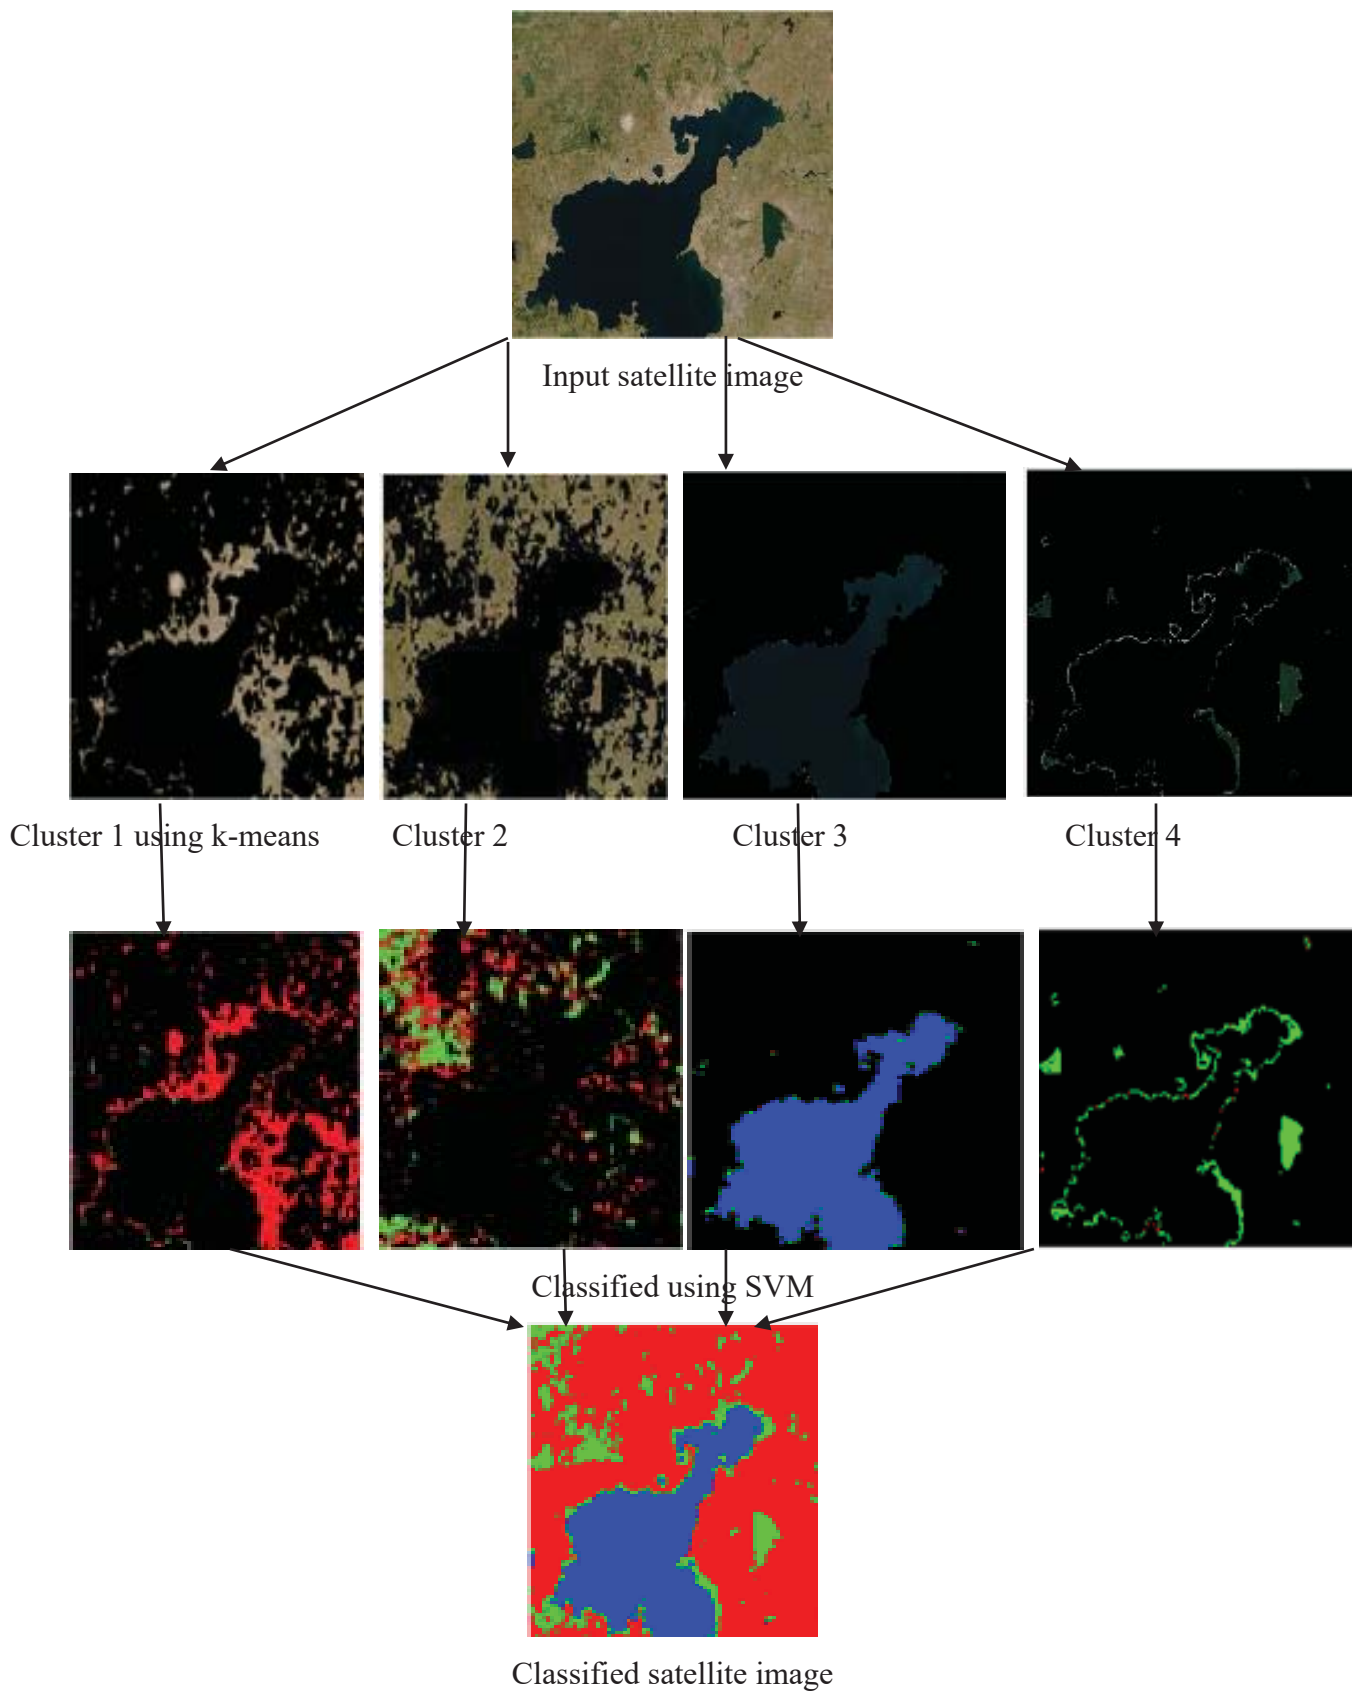 Input satellite image
Cluster 1 using k-means
Cluster 2
Cluster 3
Cluster 4
Classified using SVM
Classified satellite image